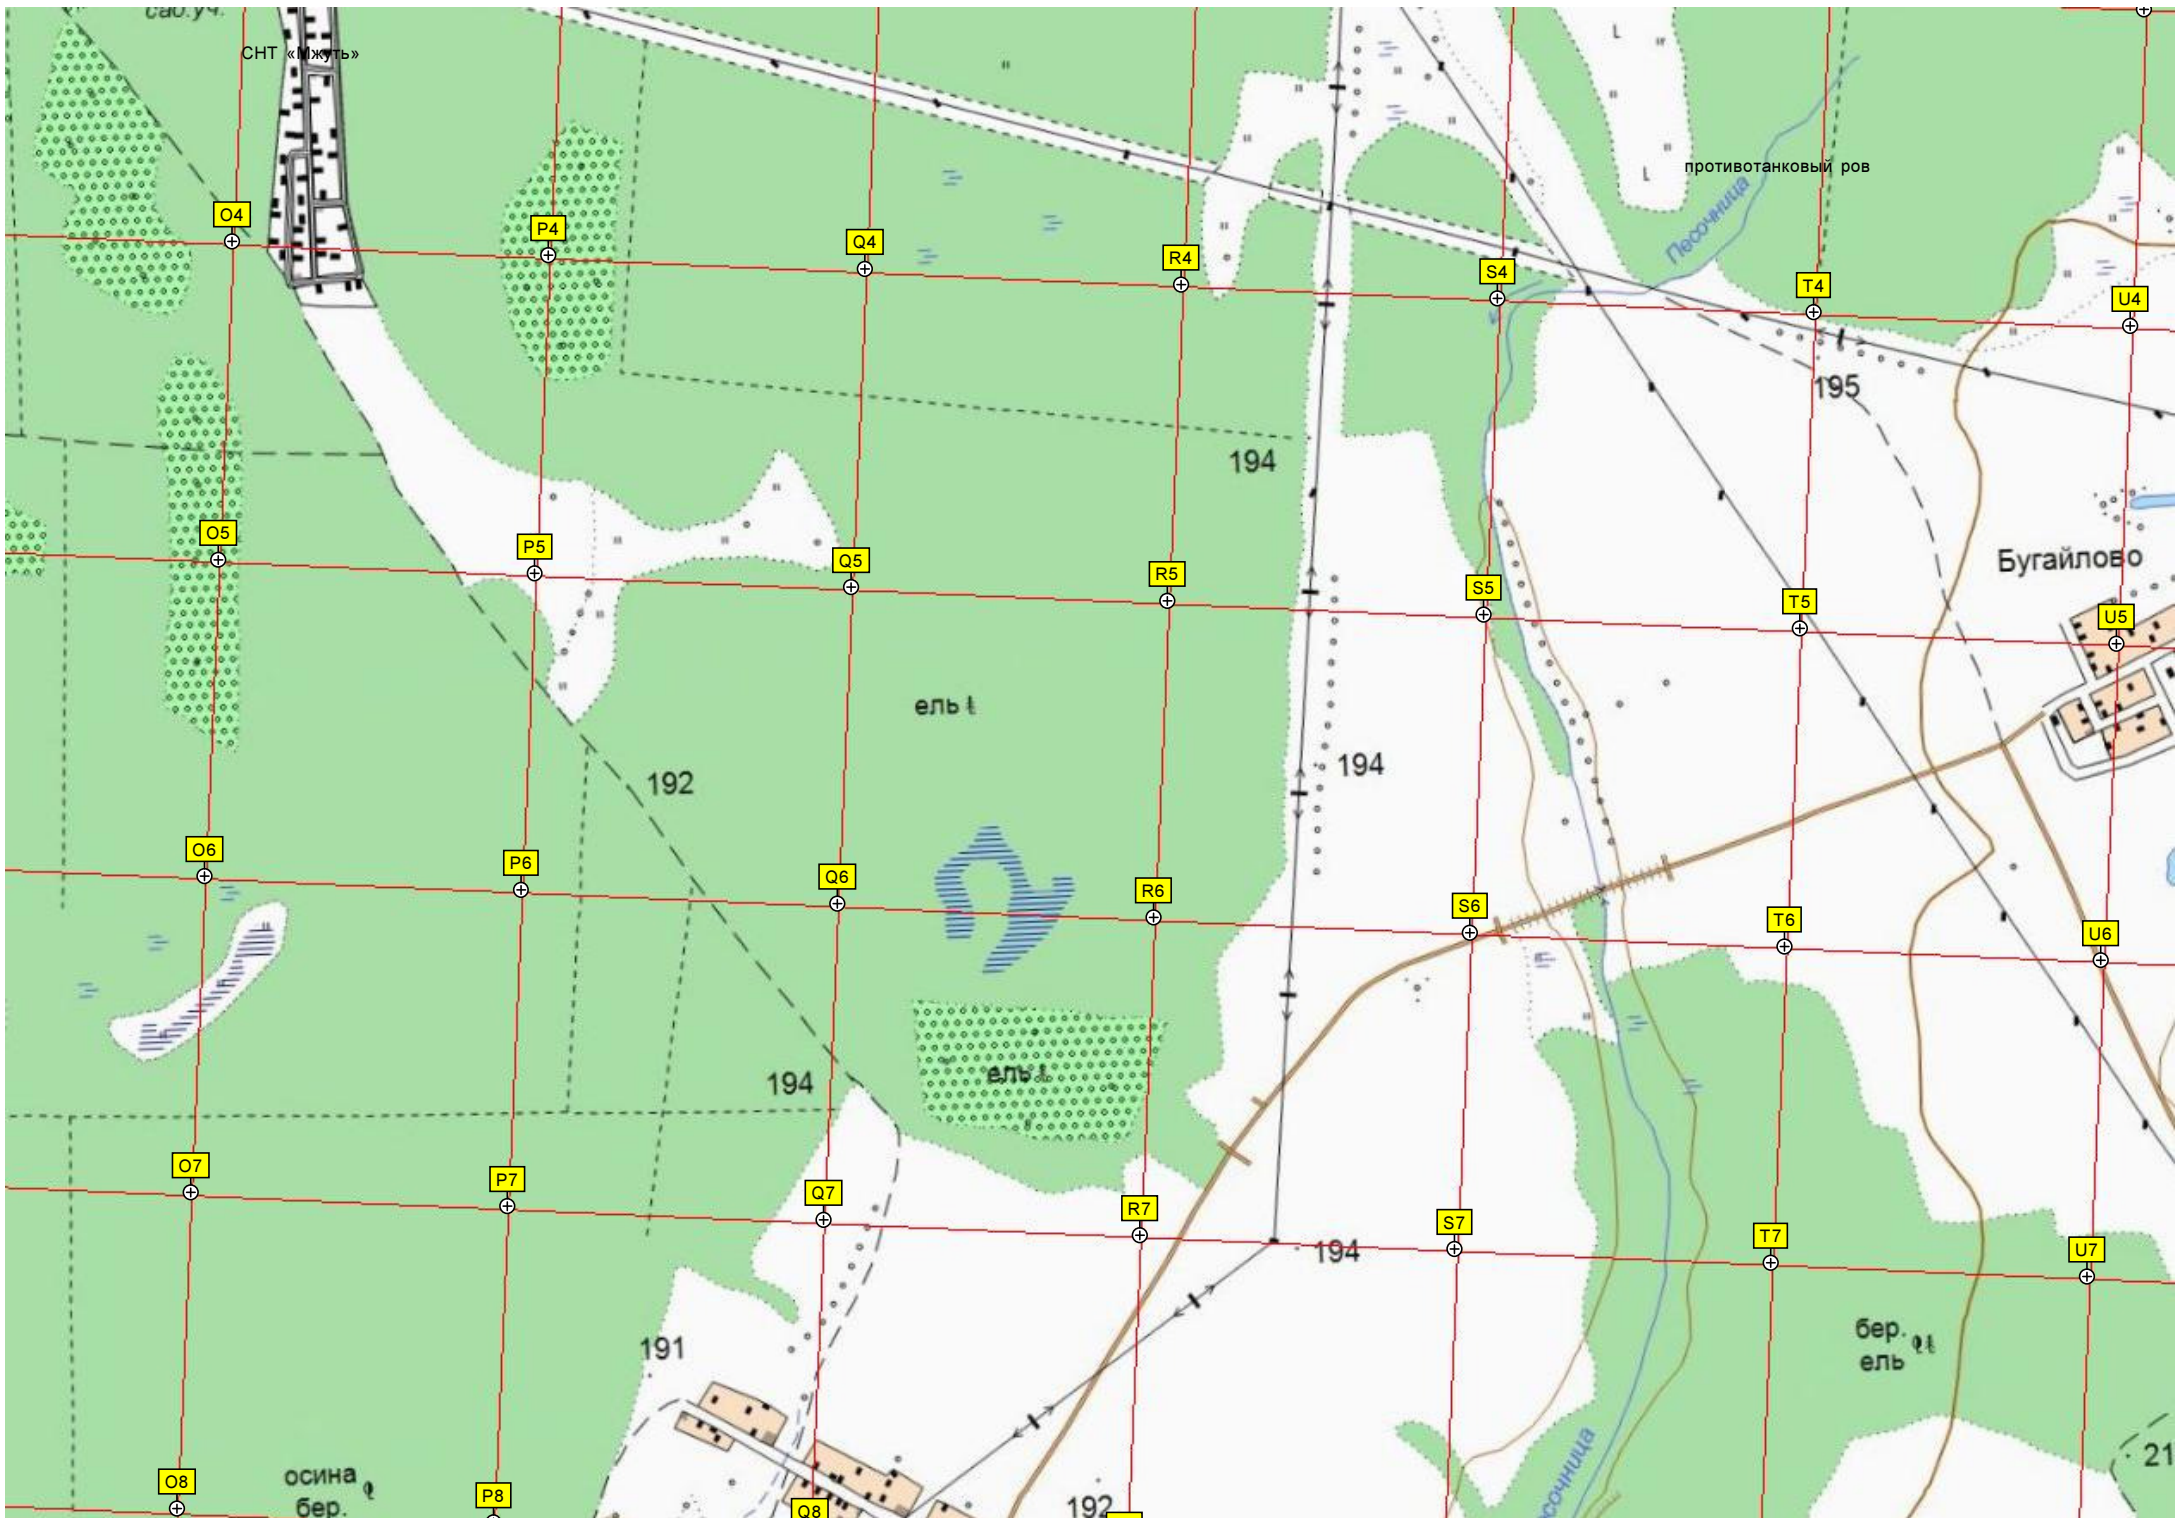 сад.уч.
СНТ «Мжуть»
противотанковый ров
Песочница
O4
P4
Q4
R4
S4
T4
U4
195
194
O5
P5
Q5
R5
S5
T5
U5
Бугайлово
ель
192
194
O6
P6
Q6
R6
S6
T6
U6
194
ель
O7
P7
Q7
R7
S7
T7
U7
194
191
бер.
ель
O8
P8
Q8
осина
бер.
192
сочница
21